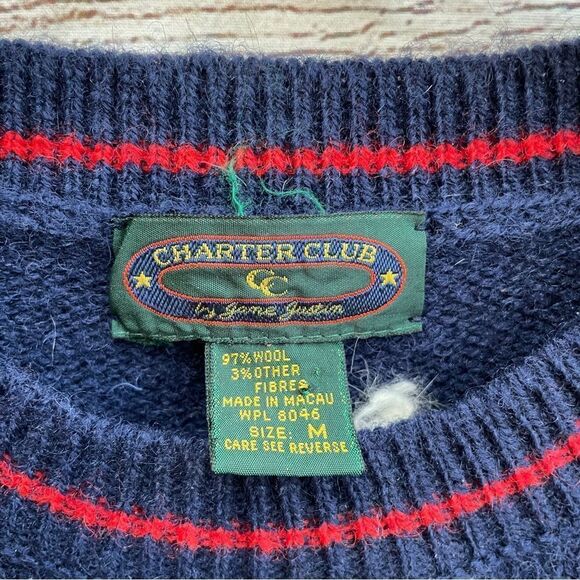 CHARTER CLUB
CC
by Jane Justin
97% WOOL
3% OTHER
FIBRES
MADE IN MACAU
WPL 8046
SIZE: M
CARE SEE REVERSE